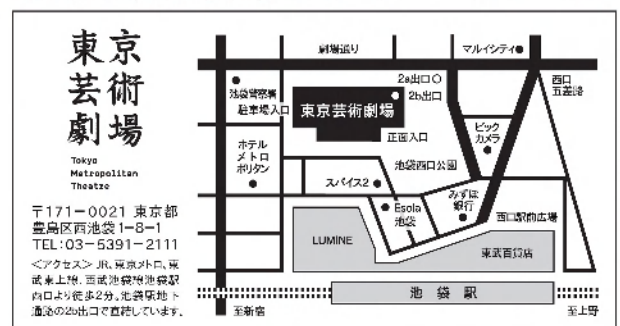 東京
芸術
劇場
Tokyo
Metropolitan
Theatre
〒171-0021 東京都
豊島区西池袋1-8-1
TEL:03-5391-2111
<アクセス> JR、東京メトロ、東
武東上線、西武池袋線池袋駅
西口より徒歩2分。池袋駅地下
通路の2b出口で直結しています。
劇場通り
マルイシティ
2a出口
2b出口
西口
五差路
池袋警察署
駐車場入口
東京芸術劇場
正面入口
ビック
カメラ
ホテル
メトロ
ポリタン
池袋西口公園
スパイス2
みずほ
銀行
Esola
池袋
西口駅前広場
LUMINE
東武百貨店
池袋駅
至新宿
至上野